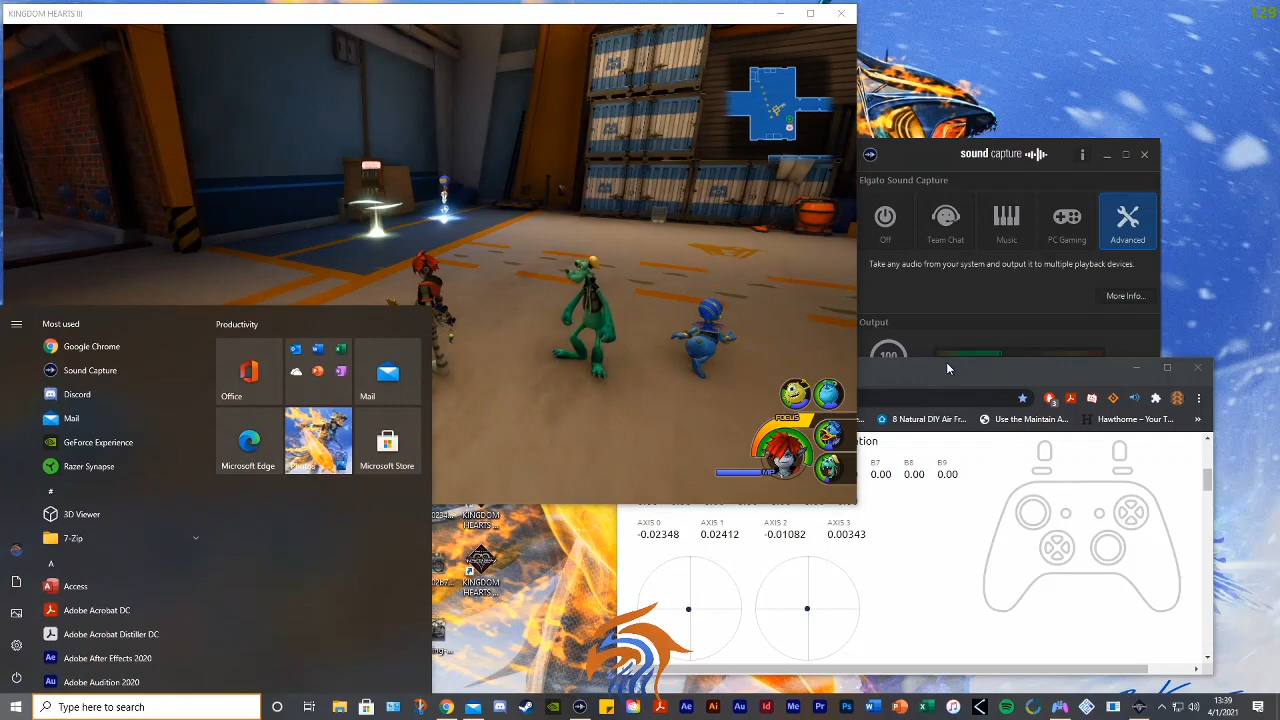 KINGDOM HEARTS III
129
FOCUS
MP
sound capture
Elgato Sound Capture
Off
Team Chat
Music
PC Gaming
Advanced
Take any audio from your system and output it to multiple playback devices.
More Info...
Output
100
3
8 Natural DIY Air Fr...
Use the Maintain A...
Hawthorne – Your T...
B7 B8 B9
0.00 0.00 0.00
AXIS 0 AXIS 1 AXIS 2 AXIS 3
-0.02348 0.02412 -0.01082 0.00343
Most used
Google Chrome
Sound Capture
Discord
Mail
GeForce Experience
Razer Synapse
#
3D Viewer
7-Zip
A
Access
Adobe Acrobat DC
Adobe Acrobat Distiller DC
Adobe After Effects 2020
Adobe Audition 2020
Productivity
Office
Mail
Microsoft Edge
Photos
Microsoft Store
KINGDOM
HEARTS ...
KINGDOM
HEARTS III
Type here to search
13:39
4/1/2021